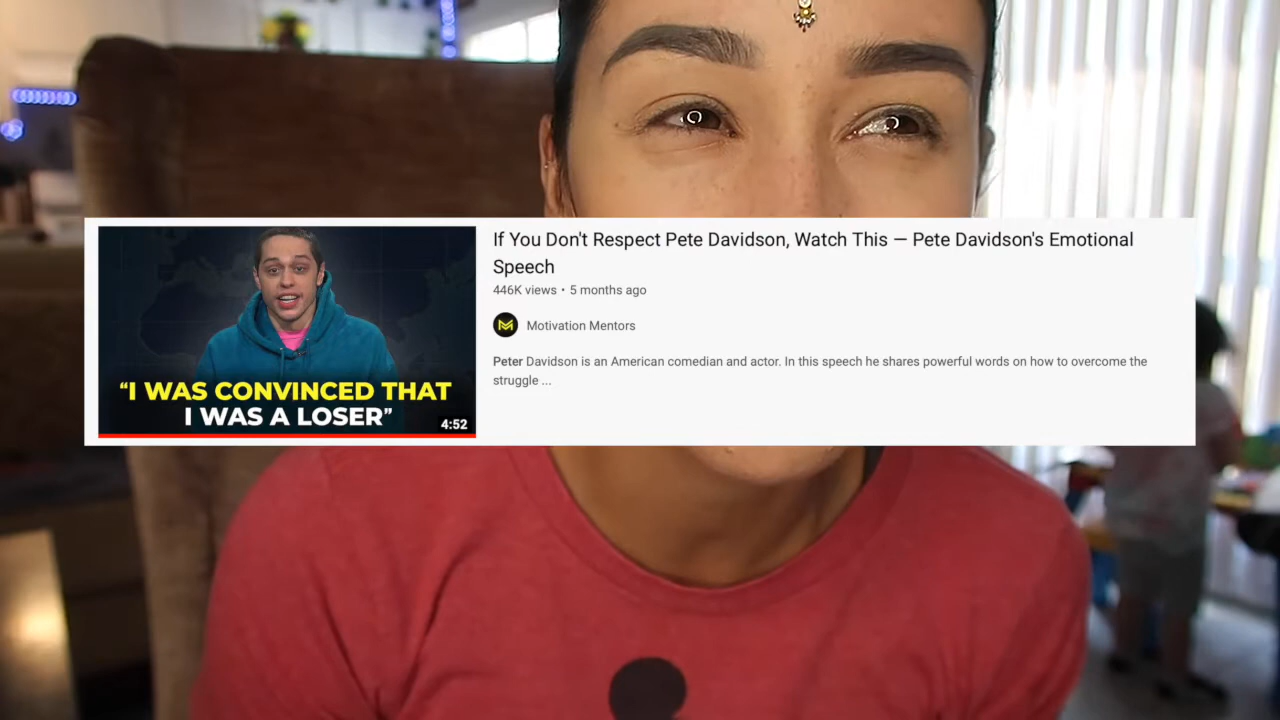 If You Don't Respect Pete Davidson, Watch This — Pete Davidson's Emotional
Speech
446K views • 5 months ago
Motivation Mentors
Peter Davidson is an American comedian and actor. In this speech he shares powerful words on how to overcome the
struggle ...
“I WAS CONVINCED THAT
I WAS A LOSER”
4:52